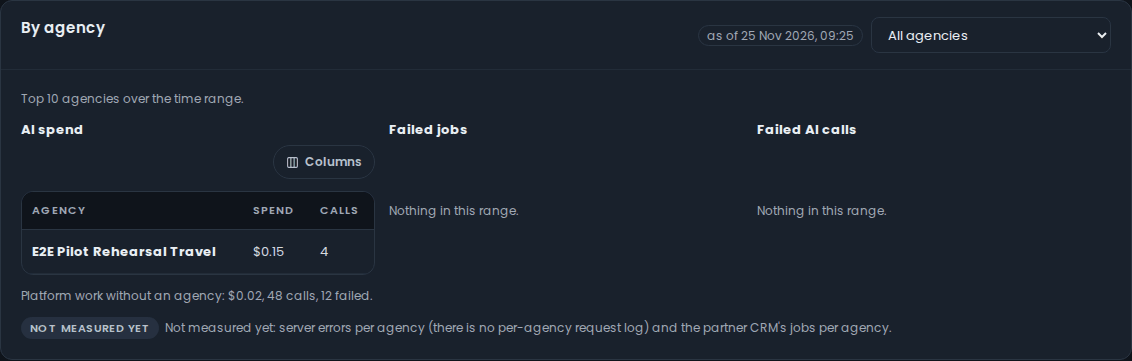 By agency
as of 25 Nov 2026, 09:25
All agencies
Top 10 agencies over the time range.
AI spend
Failed jobs
Failed AI calls
Columns
AGENCY SPEND CALLS
Nothing in this range.
Nothing in this range.
E2E Pilot Rehearsal Travel $0.15 4
Platform work without an agency: $0.02, 48 calls, 12 failed.
NOT MEASURED YET Not measured yet: server errors per agency (there is no per-agency request log) and the partner CRM's jobs per agency.